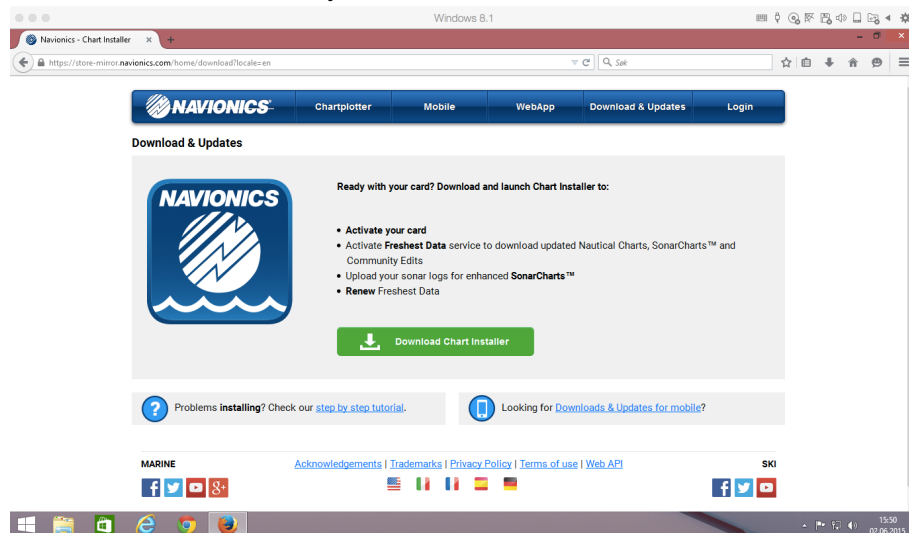 Windows 8.1
Navionics - Chart Installer
https://store-mirror.navionics.com/home/download?locale=en
Søk
NAVIONICS
Chartplotter
Mobile
WebApp
Download & Updates
Login
Download & Updates
NAVIONICS
Ready with your card? Download and launch Chart Installer to:
Activate your card
Activate Freshest Data service to download updated Nautical Charts, SonarCharts™ and
Community Edits
Upload your sonar logs for enhanced SonarCharts™
Renew Freshest Data
Download Chart Installer
Problems installing? Check our step by step tutorial.
Looking for Downloads & Updates for mobile?
MARINE
Acknowledgements | Trademarks | Privacy Policy | Terms of use | Web API
SKI
15:50
02.06.2015